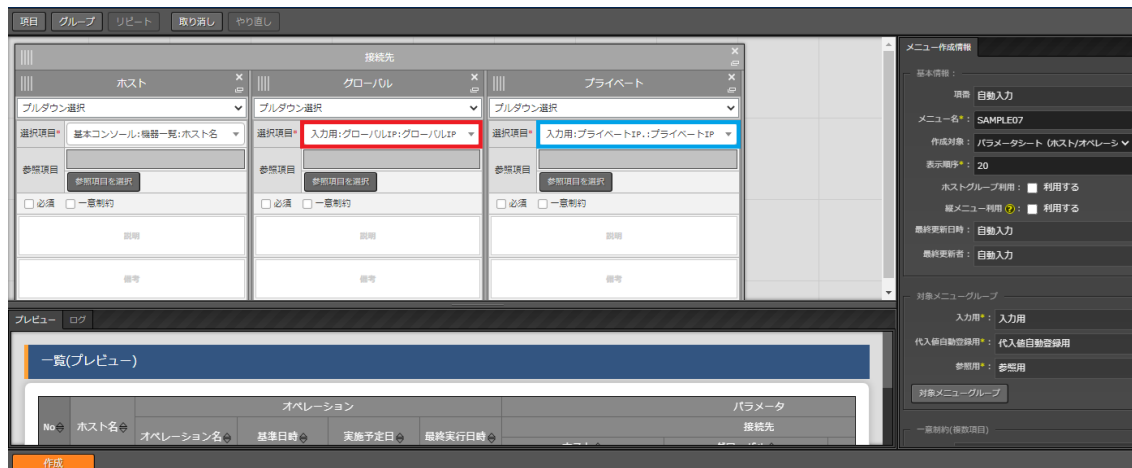 項目 グループ リピート 取り消し やり直し
接続先
ホスト グローバル プライベート
プルダウン選択 プルダウン選択 プルダウン選択
選択項目* 基本コンソール:機器一覧:ホスト名 選択項目* 入力用:グローバルIP:グローバルIP 選択項目* 入力用:プライベートIP.:プライベートIP
参照項目 参照項目 参照項目
参照項目を選択 参照項目を選択 参照項目を選択
必須 一意制約 必須 一意制約 必須 一意制約
説明 説明 説明
備考 備考 備考
プレビュー ログ
一覧(プレビュー)
オペレーション パラメータ
No ホスト名 接続先
オペレーション名 基準日時 実施予定日 最終実行日時
作成
メニュー作成情報
基本情報：
項番 自動入力
メニュー名*： SAMPLE07
作成対象： パラメータシート（ホスト/オペレーシ
表示順序*： 20
ホストグループ利用： 利用する
縦メニュー利用 ?： 利用する
最終更新日時： 自動入力
最終更新者： 自動入力
対象メニューグループ
入力用*： 入力用
代入値自動登録用*： 代入値自動登録用
参照用*： 参照用
対象メニューグループ
一意制約(複数項目)